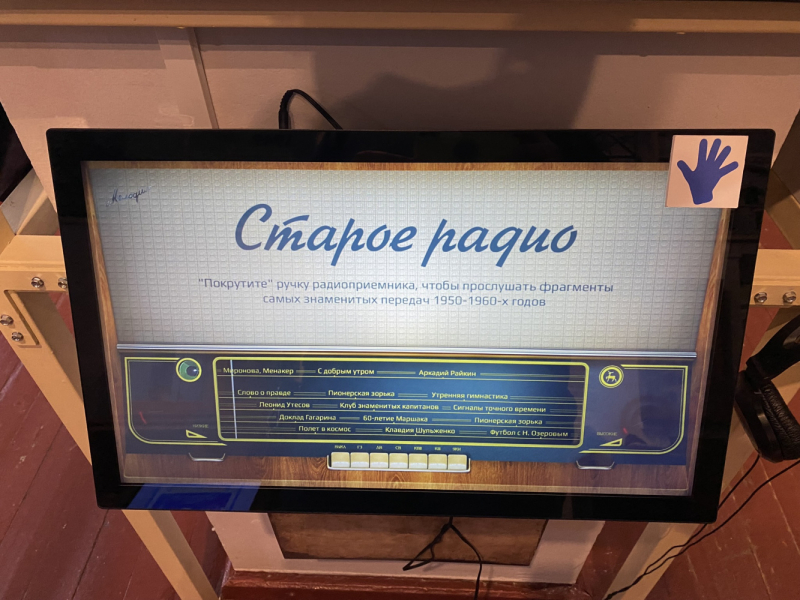 Мелодия
Старое радио
"Покрутите" ручку радиоприемника, чтобы прослушать фрагменты
самых знаменитых передач 1950-1960-х годов
Миронова, Менакер С добрым утром Аркадий Райкин
Слово о правде Пионерская зорька Утренняя гимнастика
Леонид Утесов Клуб знаменитых капитанов Сигналы точного времени
Доклад Гагарина 60-летие Маршака Пионерская зорька
Полет в космос Клавдия Шульженко Футбол с Н. Озеровым
ВЫСОКИЕ